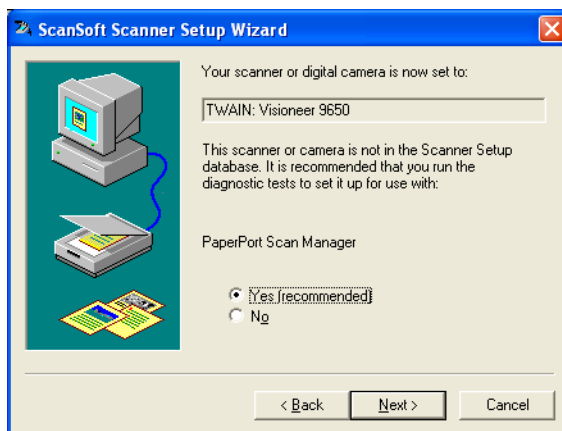 ScanSoft Scanner Setup Wizard
Your scanner or digital camera is now set to:
TWAIN: Visioneer 9650
This scanner or camera is not in the Scanner Setup
database. It is recommended that you run the
diagnostic tests to set it up for use with:
PaperPort Scan Manager
Yes (recommended)
No
< Back
Next >
Cancel